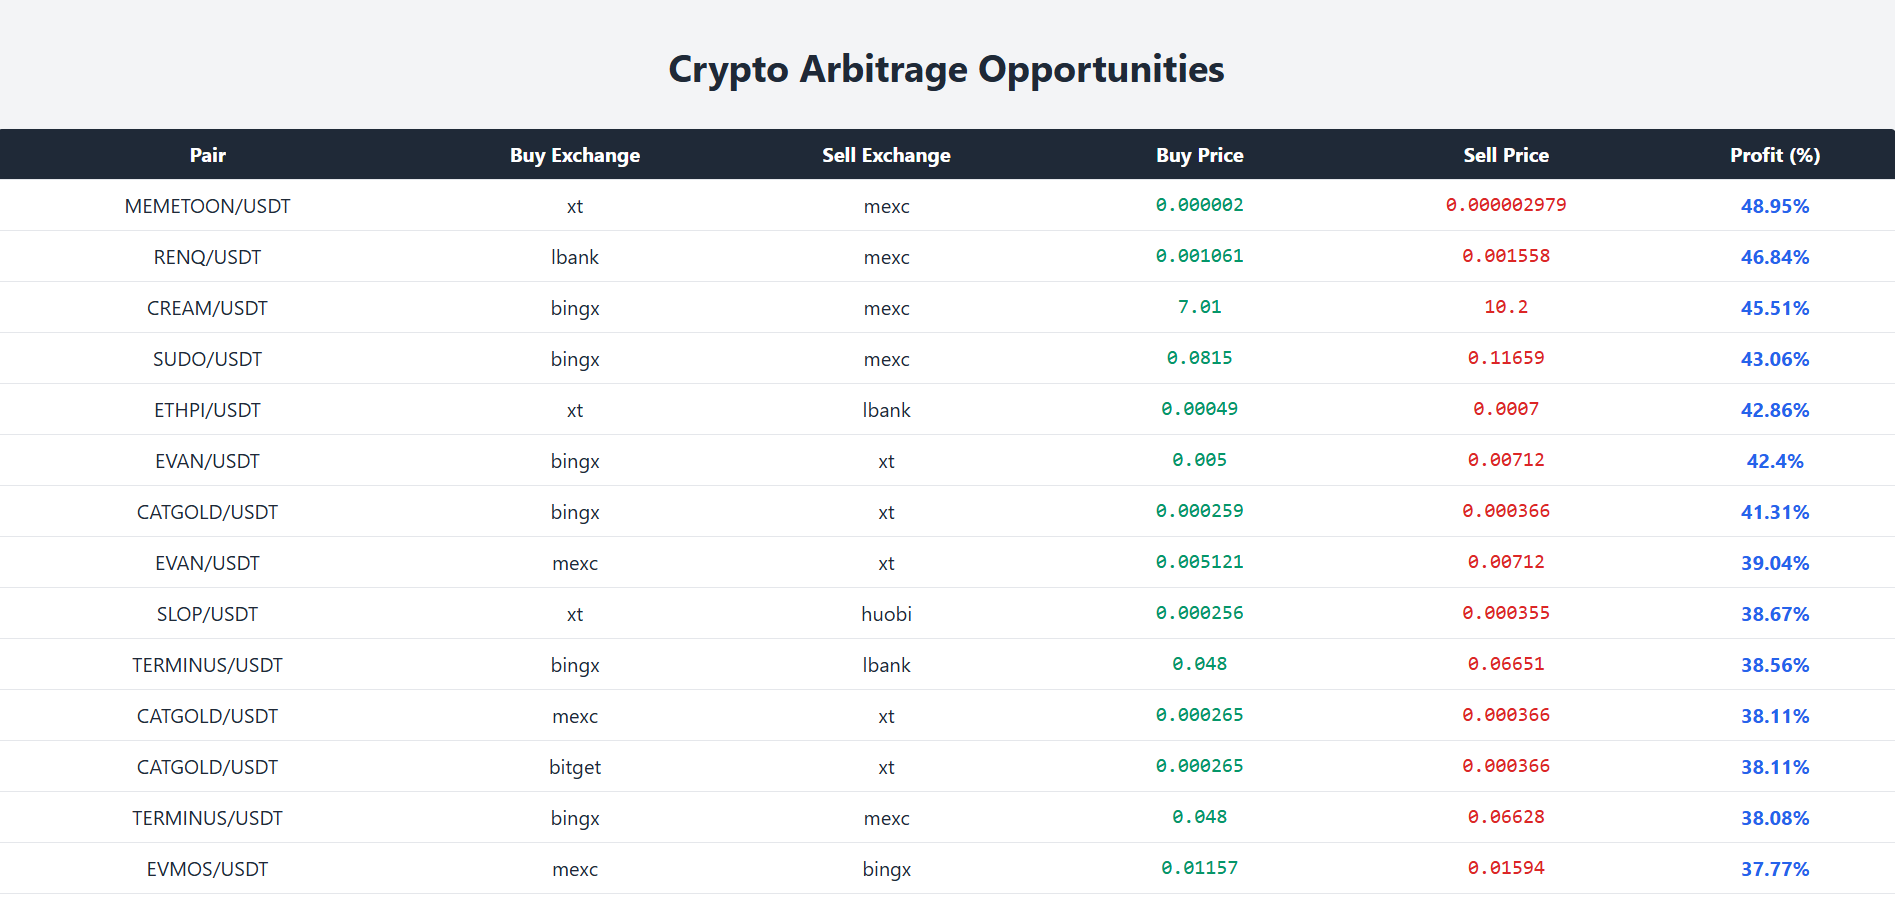 Crypto Arbitrage Opportunities
Pair Buy Exchange Sell Exchange Buy Price Sell Price Profit (%)
MEMETOON/USDT xt mexc 0.000002 0.000002979 48.95%
RENQ/USDT lbank mexc 0.001061 0.001558 46.84%
CREAM/USDT bingx mexc 7.01 10.2 45.51%
SUDO/USDT bingx mexc 0.0815 0.11659 43.06%
ETHPI/USDT xt lbank 0.00049 0.0007 42.86%
EVAN/USDT bingx xt 0.005 0.00712 42.4%
CATGOLD/USDT bingx xt 0.000259 0.000366 41.31%
EVAN/USDT mexc xt 0.005121 0.00712 39.04%
SLOP/USDT xt huobi 0.000256 0.000355 38.67%
TERMINUS/USDT bingx lbank 0.048 0.06651 38.56%
CATGOLD/USDT mexc xt 0.000265 0.000366 38.11%
CATGOLD/USDT bitget xt 0.000265 0.000366 38.11%
TERMINUS/USDT bingx mexc 0.048 0.06628 38.08%
EVMOS/USDT mexc bingx 0.01157 0.01594 37.77%